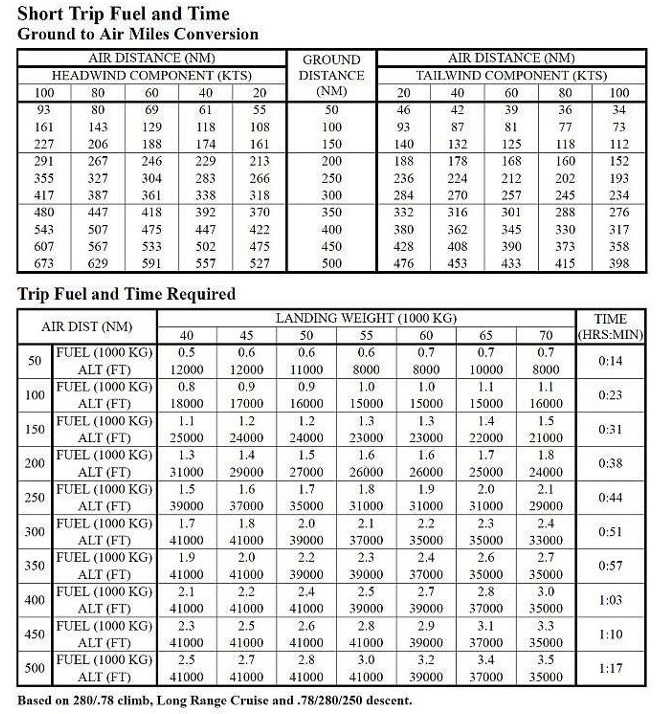 Short Trip Fuel and Time
Ground to Air Miles Conversion
AIR DISTANCE (NM) GROUND DISTANCE (NM) AIR DISTANCE (NM)
HEADWIND COMPONENT (KTS) TAILWIND COMPONENT (KTS)
100 80 60 40 20 20 40 60 80 100
93 80 69 61 55 50 46 42 39 36 34
161 143 129 118 108 100 93 87 81 77 73
227 206 188 174 161 150 140 132 125 118 112
291 267 246 229 213 200 188 178 168 160 152
355 327 304 283 266 250 236 224 212 202 193
417 387 361 338 318 300 284 270 257 245 234
480 447 418 392 370 350 332 316 301 288 276
543 507 475 447 422 400 380 362 345 330 317
607 567 533 502 475 450 428 408 390 373 358
673 629 591 557 527 500 476 453 433 415 398
Trip Fuel and Time Required
AIR DIST (NM) LANDING WEIGHT (1000 KG) TIME (HRS:MIN)
40 45 50 55 60 65 70
50 FUEL (1000 KG) 0.5 0.6 0.6 0.6 0.7 0.7 0.7 0:14
ALT (FT) 12000 12000 11000 8000 8000 10000 8000
100 FUEL (1000 KG) 0.8 0.9 0.9 1.0 1.0 1.1 1.1 0:23
ALT (FT) 18000 17000 16000 15000 15000 15000 16000
150 FUEL (1000 KG) 1.1 1.2 1.2 1.3 1.3 1.4 1.5 0:31
ALT (FT) 25000 24000 24000 23000 23000 22000 21000
200 FUEL (1000 KG) 1.3 1.4 1.5 1.6 1.6 1.7 1.8 0:38
ALT (FT) 31000 29000 27000 26000 26000 25000 24000
250 FUEL (1000 KG) 1.5 1.6 1.7 1.8 1.9 2.0 2.1 0:44
ALT (FT) 39000 37000 35000 31000 31000 31000 29000
300 FUEL (1000 KG) 1.7 1.8 2.0 2.1 2.2 2.3 2.4 0:51
ALT (FT) 41000 41000 39000 37000 35000 35000 33000
350 FUEL (1000 KG) 1.9 2.0 2.2 2.3 2.4 2.6 2.7 0:57
ALT (FT) 41000 41000 39000 39000 37000 35000 35000
400 FUEL (1000 KG) 2.1 2.2 2.4 2.5 2.7 2.8 3.0 1:03
ALT (FT) 41000 41000 41000 39000 39000 37000 35000
450 FUEL (1000 KG) 2.3 2.5 2.6 2.8 2.9 3.1 3.3 1:10
ALT (FT) 41000 41000 41000 41000 39000 37000 35000
500 FUEL (1000 KG) 2.5 2.7 2.8 3.0 3.2 3.4 3.5 1:17
ALT (FT) 41000 41000 41000 41000 39000 37000 35000
Based on 280/.78 climb, Long Range Cruise and .78/280/250 descent.